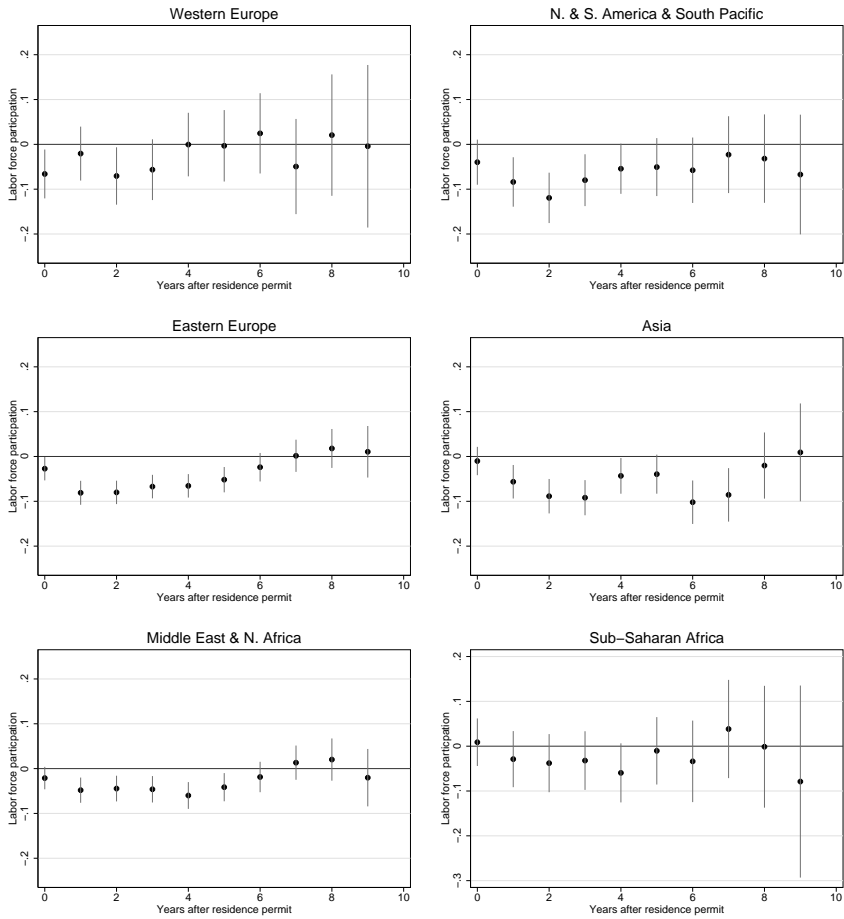 Western Europe
Labor force particpation
.2
.1
0
−.1
−.2
0 2 4 6 8 10
Years after residence permit
N. & S. America & South Pacific
Labor force particpation
.2
.1
0
−.1
−.2
0 2 4 6 8 10
Years after residence permit
Eastern Europe
Labor force particpation
.2
.1
0
−.1
−.2
0 2 4 6 8 10
Years after residence permit
Asia
Labor force particpation
.2
.1
0
−.1
−.2
0 2 4 6 8 10
Years after residence permit
Middle East & N. Africa
Labor force particpation
.2
.1
0
−.1
−.2
0 2 4 6 8 10
Years after residence permit
Sub−Saharan Africa
Labor force particpation
.2
.1
0
−.1
−.2
−.3
0 2 4 6 8 10
Years after residence permit